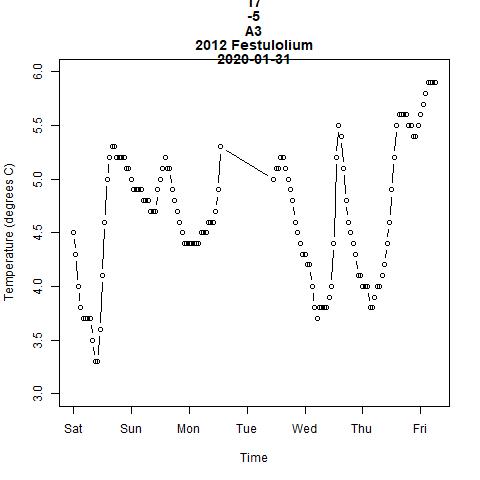 17
-5
A3
2012 Festulolium
2020-01-31
Temperature (degrees C)
6.0
5.5
5.0
4.5
4.0
3.5
3.0
Sat Sun Mon Tue Wed Thu Fri
Time